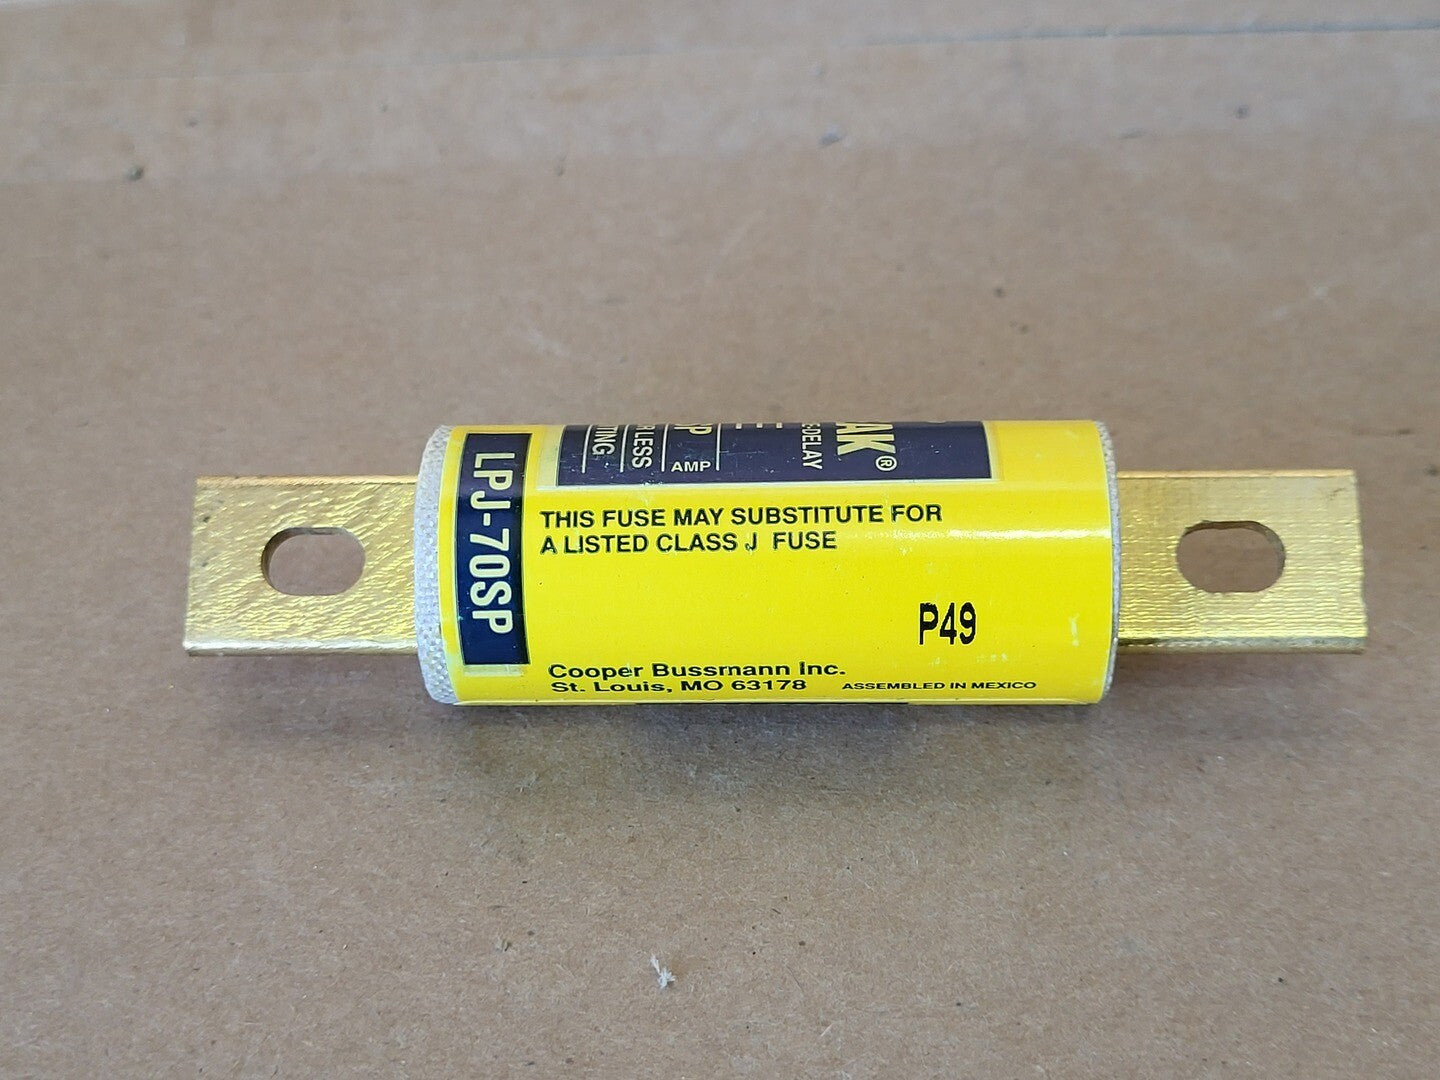 LPJ-70SP
TING
R LESS
AMP
P
E-DELAY
PAK®
THIS FUSE MAY SUBSTITUTE FOR
A LISTED CLASS J FUSE
P49
Cooper Bussmann Inc.
St. Louis, MO 63178 ASSEMBLED IN MEXICO